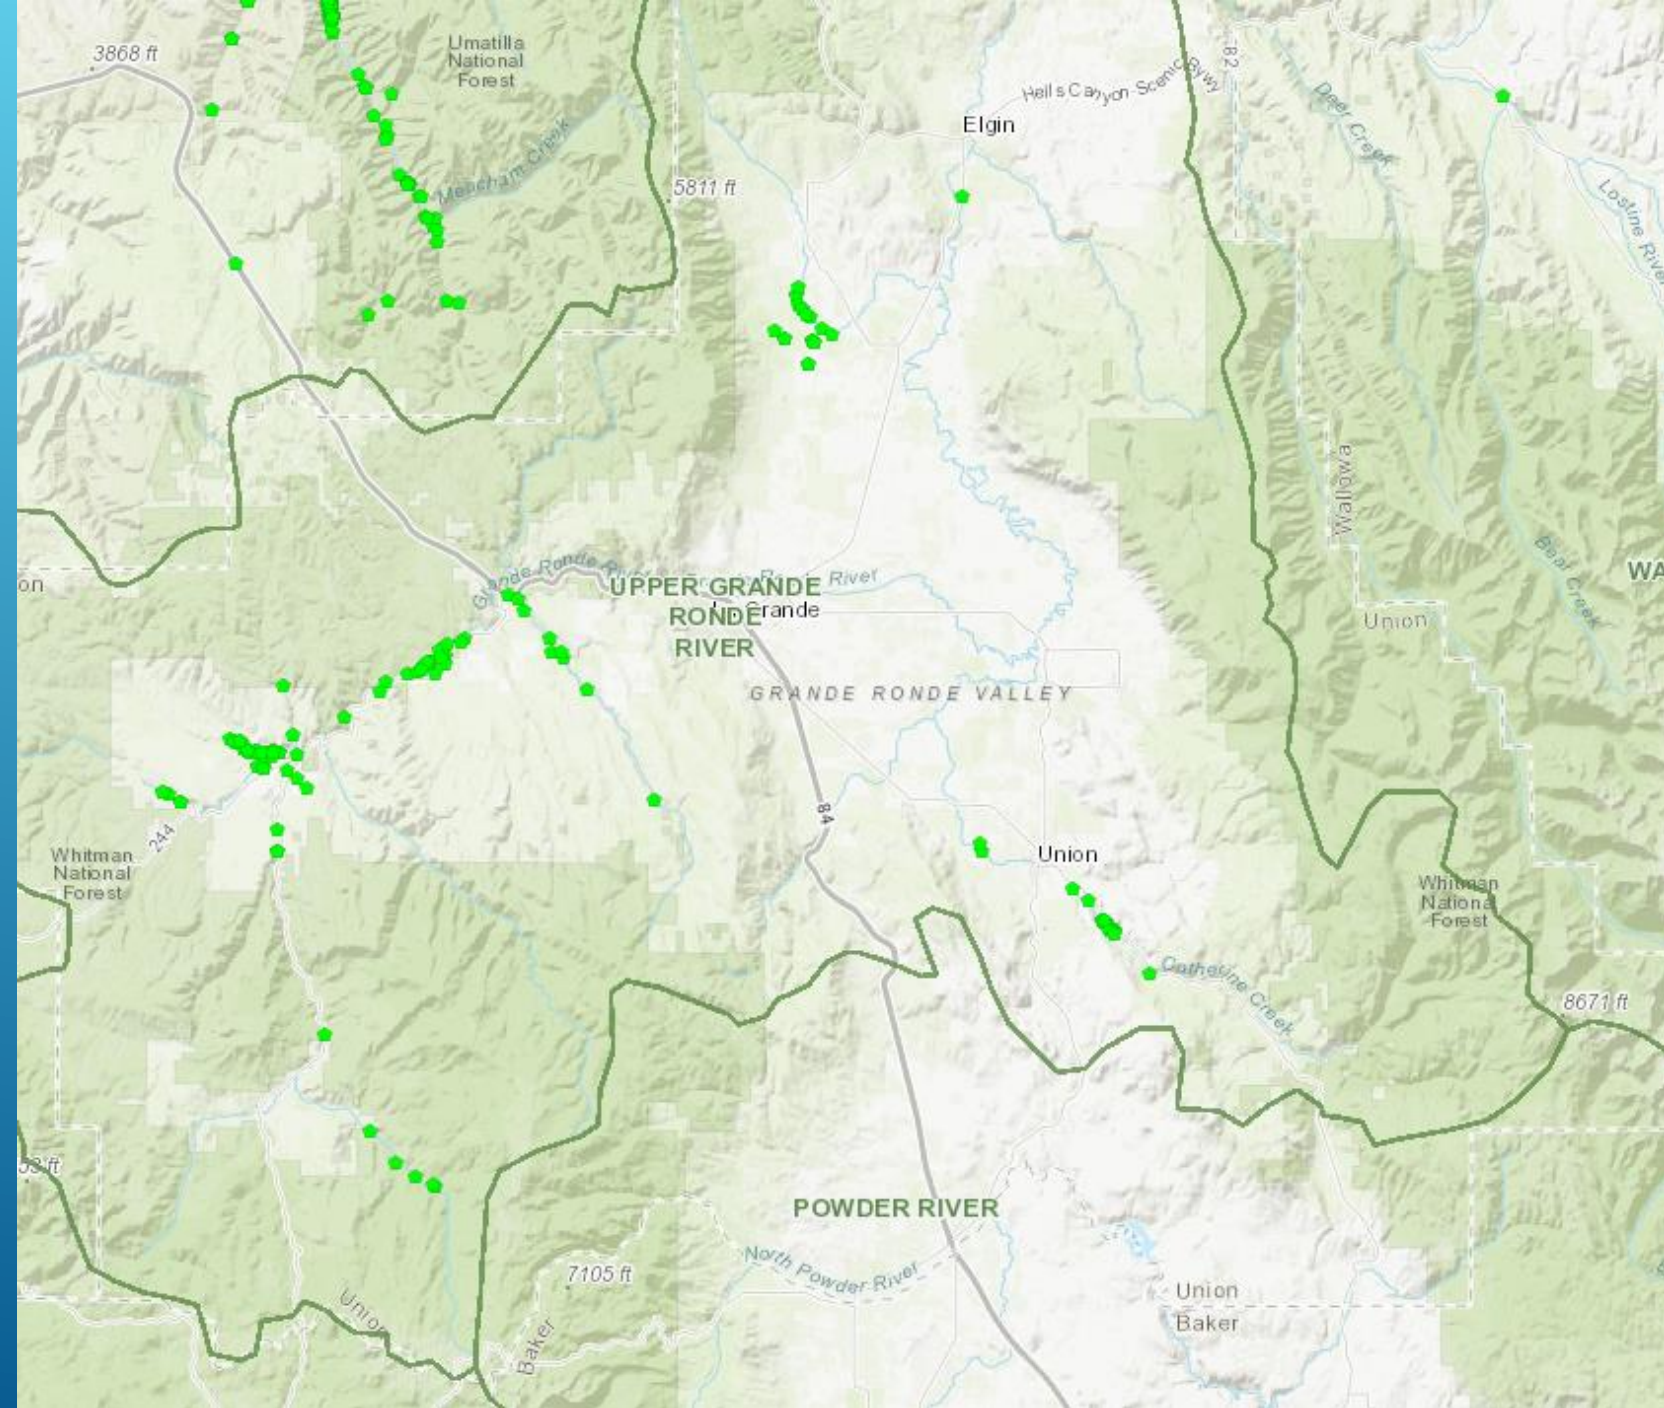 3868 ft
Umatilla
National
Forest
82
Hells Canyon Scenic Bywy
Deer Creek
Elgin
Meacham Creek
5811 ft
Lostine River
Wallowa
Bear Creek
on
Grande Ronde River
River
UPPER GRANDE
RONDE
RIVER
Grande
WA
Union
GRANDE RONDE VALLEY
84
244
Whitman
National
Forest
Union
Whitman
National
Forest
Catherine Creek
8671 ft
POWDER RIVER
North Powder River
7105 ft
Union
Baker
Union
Baker